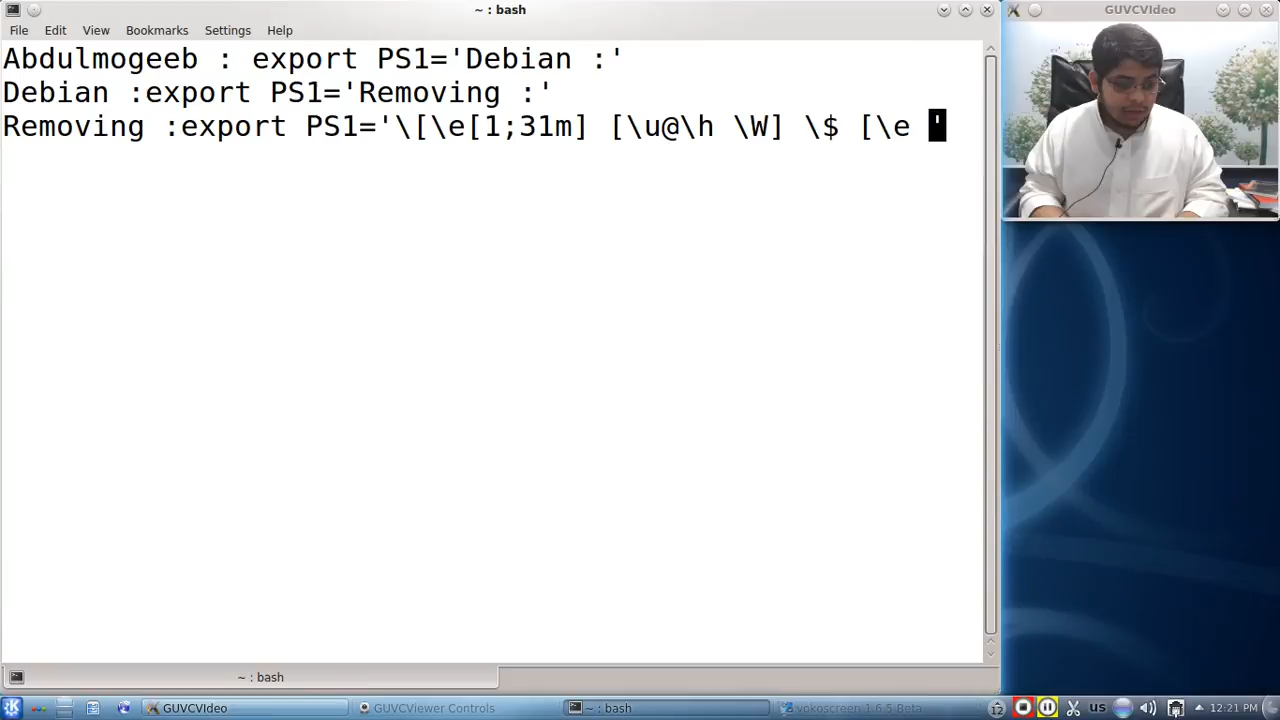 ~ : bash
GUVCVIdeo
File Edit View Bookmarks Settings Help
Abdulmogeeb : export PS1='Debian :'
Debian :export PS1='Removing :'
Removing :export PS1='\[\e[1;31m] [\u@\h \W] \$ [\e '
~ : bash
GUVCVIdeo GUVCViewer Controls ~ : bash vokoscreen 1.6.5 Beta 12 us 12:21 PM